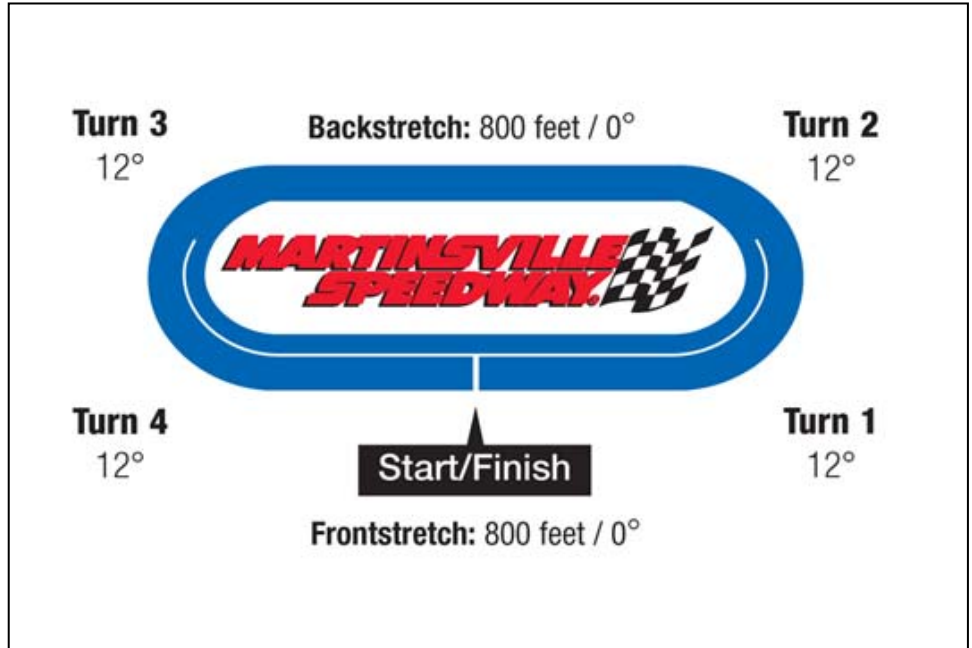 Turn 3
12°
Backstretch: 800 feet / 0°
Turn 2
12°
MARTINSVILLE
SPEEDWAY.
Turn 4
12°
Start/Finish
Turn 1
12°
Frontstretch: 800 feet / 0°